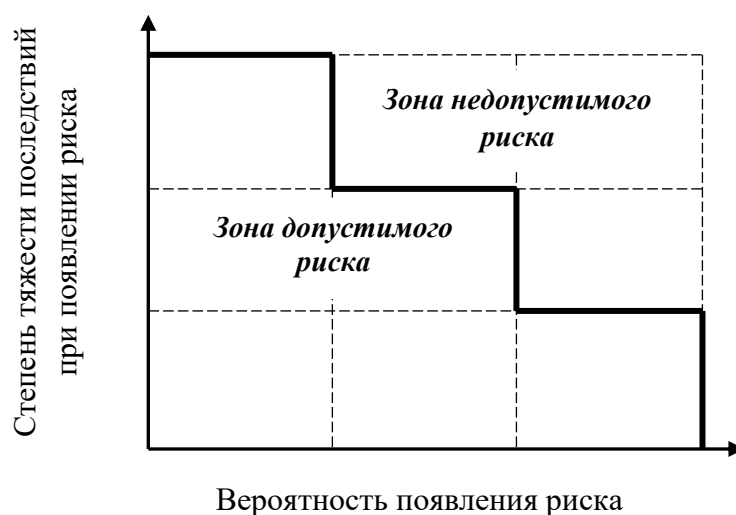 Степень тяжести последствий
при появлении риска
Зона недопустимого
риска
Зона допустимого
риска
Вероятность появления риска